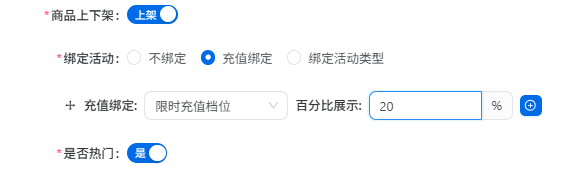 *商品上下架: 上架
*绑定活动: 不绑定 充值绑定 绑定活动类型
充值绑定: 限时充值档位 百分比展示: 20 %
*是否热门: 是